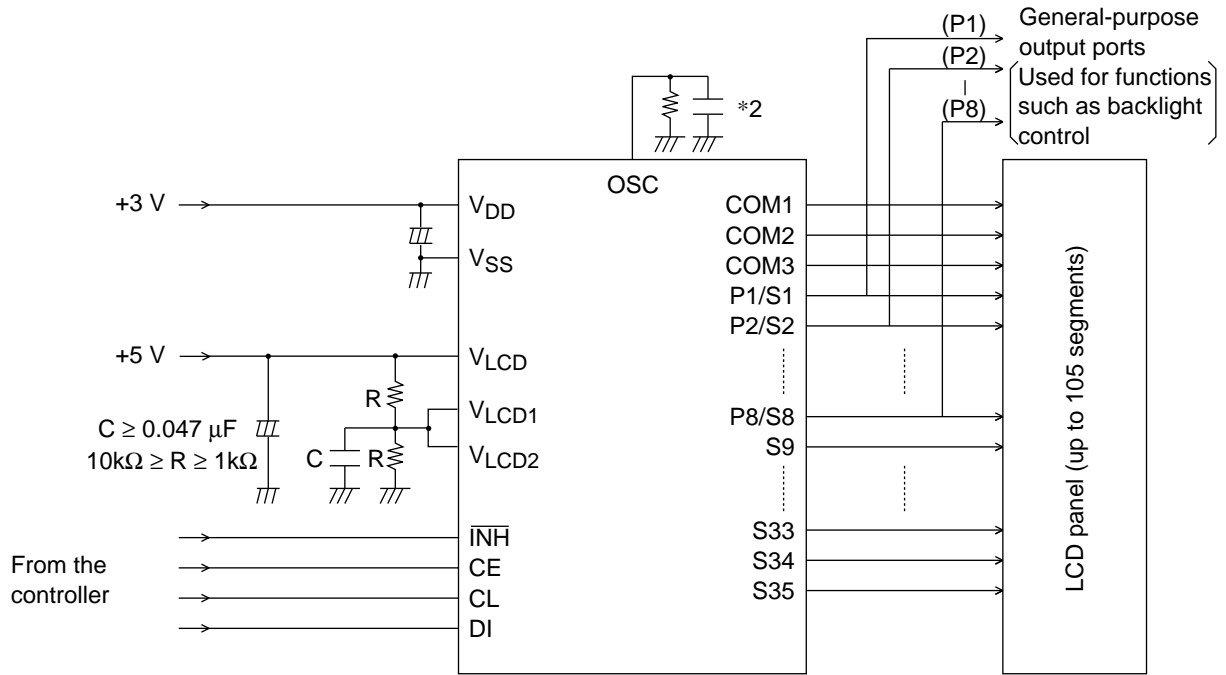 (P1)
General-purpose
output ports
(P2)
Used for functions
such as backlight
control
(P8)
*2
OSC
+3 V
VDD
VSS
COM1
COM2
COM3
P1/S1
P2/S2
+5 V
VLCD
R
VLCD1
C ≥ 0.047 μF
10kΩ ≥ R ≥ 1kΩ
C
R
VLCD2
P8/S8
S9
LCD panel (up to 105 segments)
From the
controller
INH
CE
CL
DI
S33
S34
S35